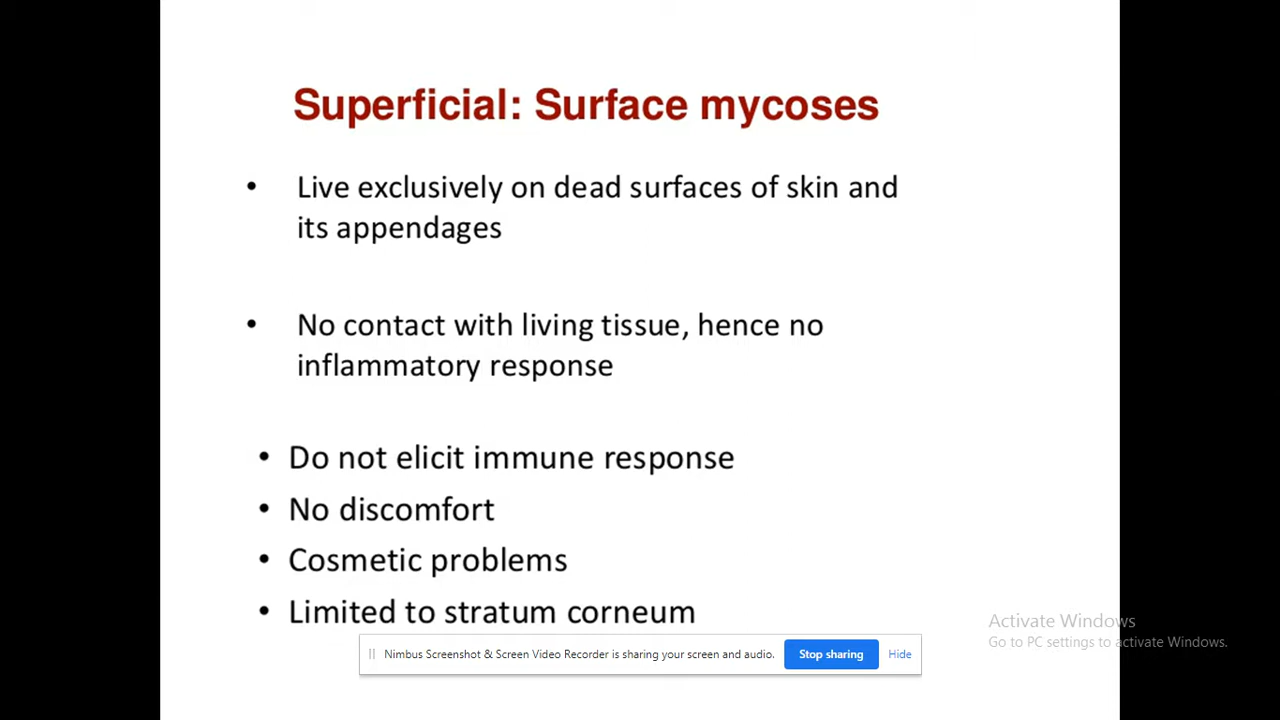 Superficial: Surface mycoses
• Live exclusively on dead surfaces of skin and
its appendages
• No contact with living tissue, hence no
inflammatory response
• Do not elicit immune response
• No discomfort
• Cosmetic problems
• Limited to stratum corneum
Activate Windows
Go to PC settings to activate Windows.
Nimbus Screenshot & Screen Video Recorder is sharing your screen and audio. Stop sharing Hide